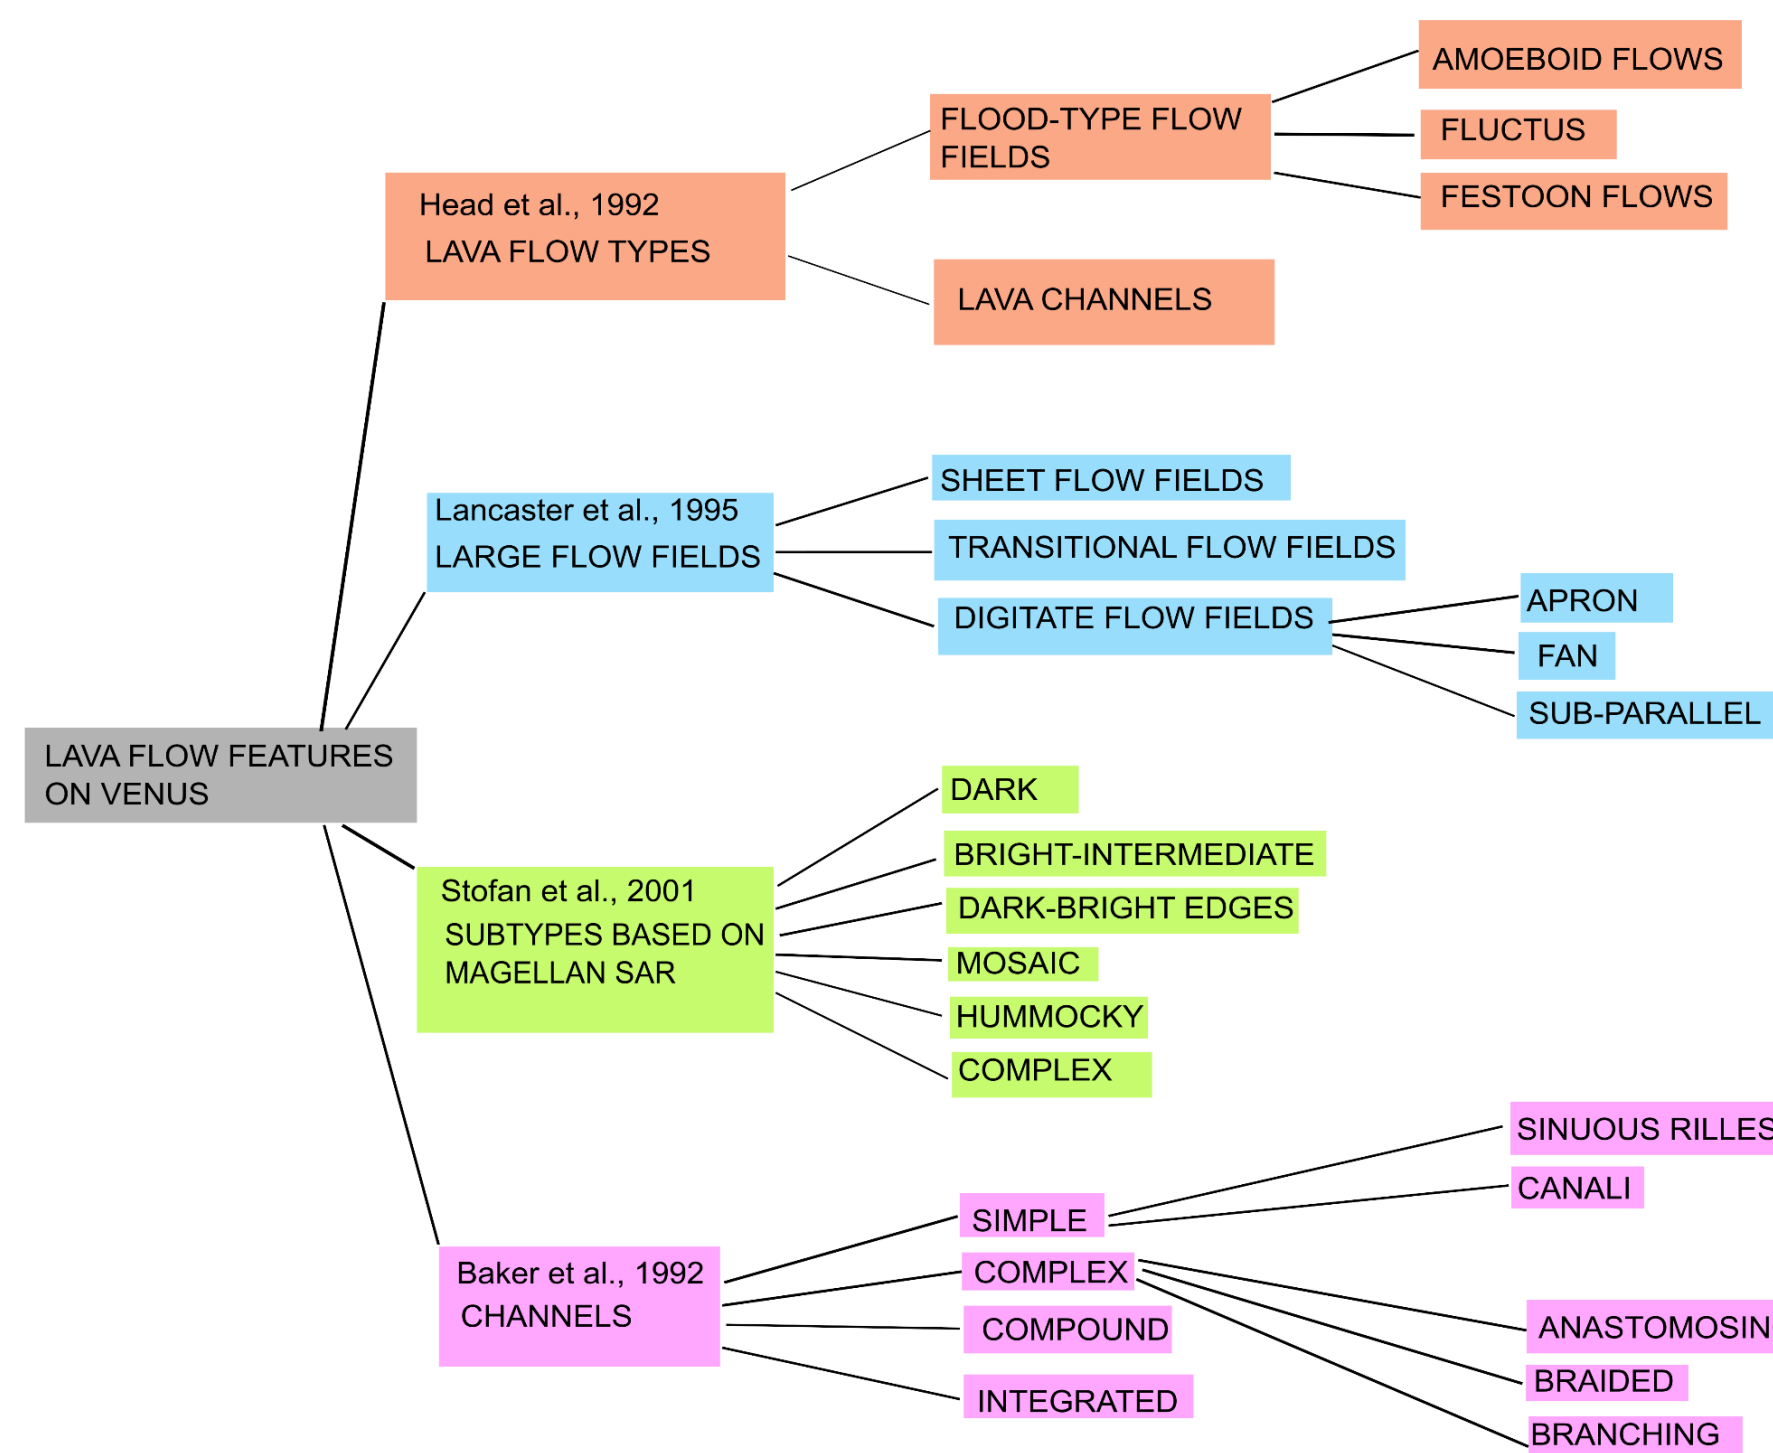 LAVA FLOW FEATURES
ON VENUS
Head et al., 1992
LAVA FLOW TYPES
FLOOD-TYPE FLOW
FIELDS
AMOEBOID FLOWS
FLUCTUS
FESTOON FLOWS
LAVA CHANNELS
Lancaster et al., 1995
LARGE FLOW FIELDS
SHEET FLOW FIELDS
TRANSITIONAL FLOW FIELDS
DIGITATE FLOW FIELDS
APRON
FAN
SUB-PARALLEL
Stofan et al., 2001
SUBTYPES BASED ON
MAGELLAN SAR
DARK
BRIGHT-INTERMEDIATE
DARK-BRIGHT EDGES
MOSAIC
HUMMOCKY
COMPLEX
Baker et al., 1992
CHANNELS
SIMPLE
SINUOUS RILLES
CANALI
COMPLEX
ANASTOMOSIN
BRAIDED
BRANCHING
COMPOUND
INTEGRATED